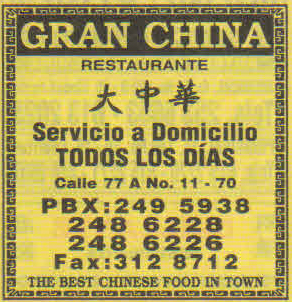 GRAN CHINA
RESTAURANTE
大中華
Servicio a Domicilio
TODOS LOS DÍAS
Calle 77 A No. 11 - 70
PBX:249 5938
248 6228
248 6226
Fax:312 8712
THE BEST CHINESE FOOD IN TOWN